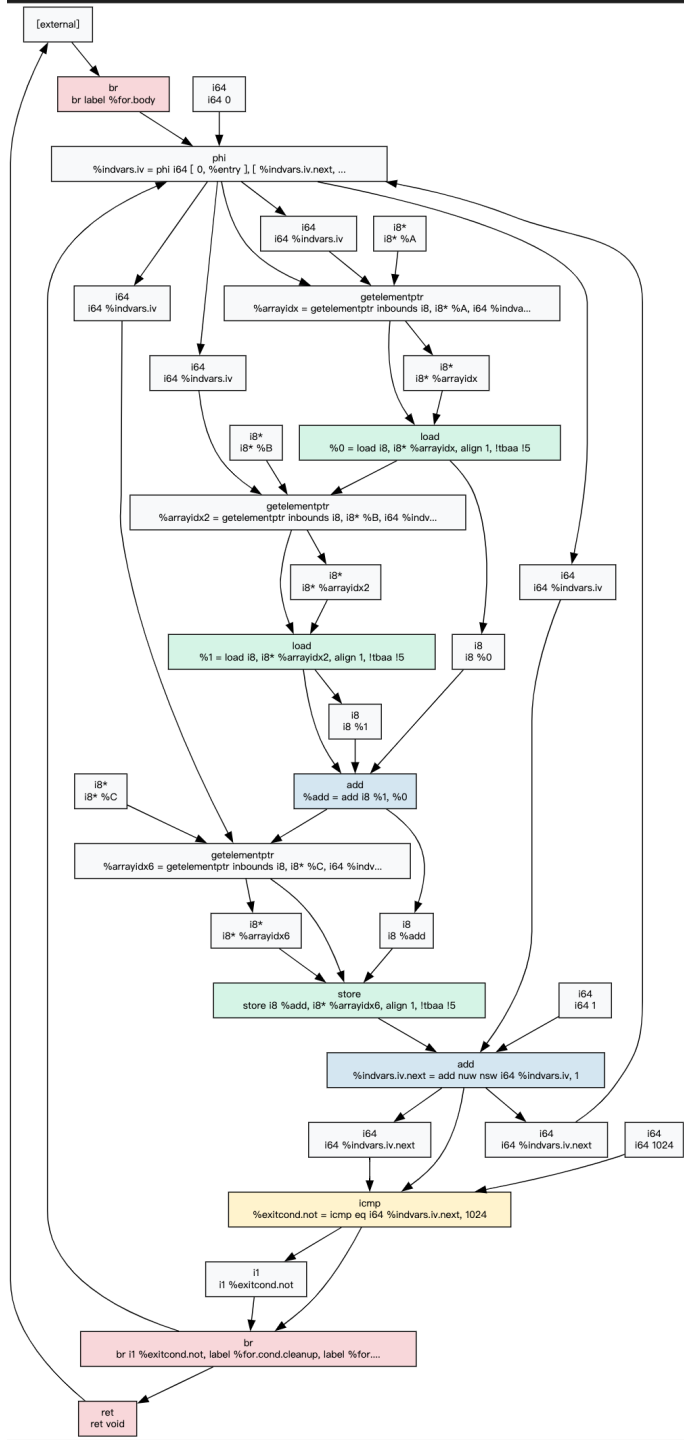 [external]
br
br label %for.body
i64
i64 0
phi
%indvars.iv = phi i64 [ 0, %entry ], [ %indvars.iv.next, ...
i64
i64 %indvars.iv
i8*
i8* %A
i64
i64 %indvars.iv
getelementptr
%arrayidx = getelementptr inbounds i8, i8* %A, i64 %indva...
i64
i64 %indvars.iv
i8*
i8* %arrayidx
i8*
i8* %B
load
%0 = load i8, i8* %arrayidx, align 1, !tbaa !5
getelementptr
%arrayidx2 = getelementptr inbounds i8, i8* %B, i64 %indv...
i8*
i8* %arrayidx2
i64
i64 %indvars.iv
load
%1 = load i8, i8* %arrayidx2, align 1, !tbaa !5
i8
i8 %0
i8
i8 %1
i8*
i8* %C
add
%add = add i8 %1, %0
getelementptr
%arrayidx6 = getelementptr inbounds i8, i8* %C, i64 %indv...
i8*
i8* %arrayidx6
i8
i8 %add
store
store i8 %add, i8* %arrayidx6, align 1, !tbaa !5
i64
i64 1
add
%indvars.iv.next = add nuw nsw i64 %indvars.iv, 1
i64
i64 %indvars.iv.next
i64
i64 %indvars.iv.next
i64
i64 1024
icmp
%exitcond.not = icmp eq i64 %indvars.iv.next, 1024
i1
i1 %exitcond.not
br
br i1 %exitcond.not, label %for.cond.cleanup, label %for....
ret
ret void